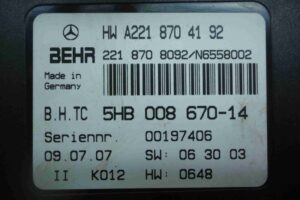 HW A221 870 41 92
BEHR 221 870 8092/N6558002
Made in
Germany
B.H.TC 5HB 008 670-14
Seriennr. 00197406
09.07.07 SW: 06 30 03
II K012 HW: 0648